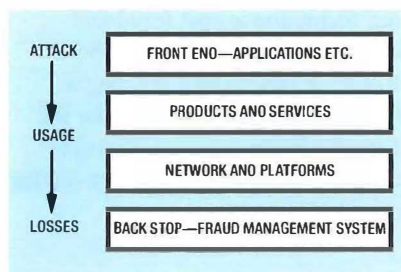 ATTACK
FRONT ENO—APPLICATIONS ETC.
PRODUCTS ANO SERVICES
USAGE
NETWORK ANO PLATFORMS
LOSSES
BACK STOP—FRAUD MANAGEMENT SYSTEM